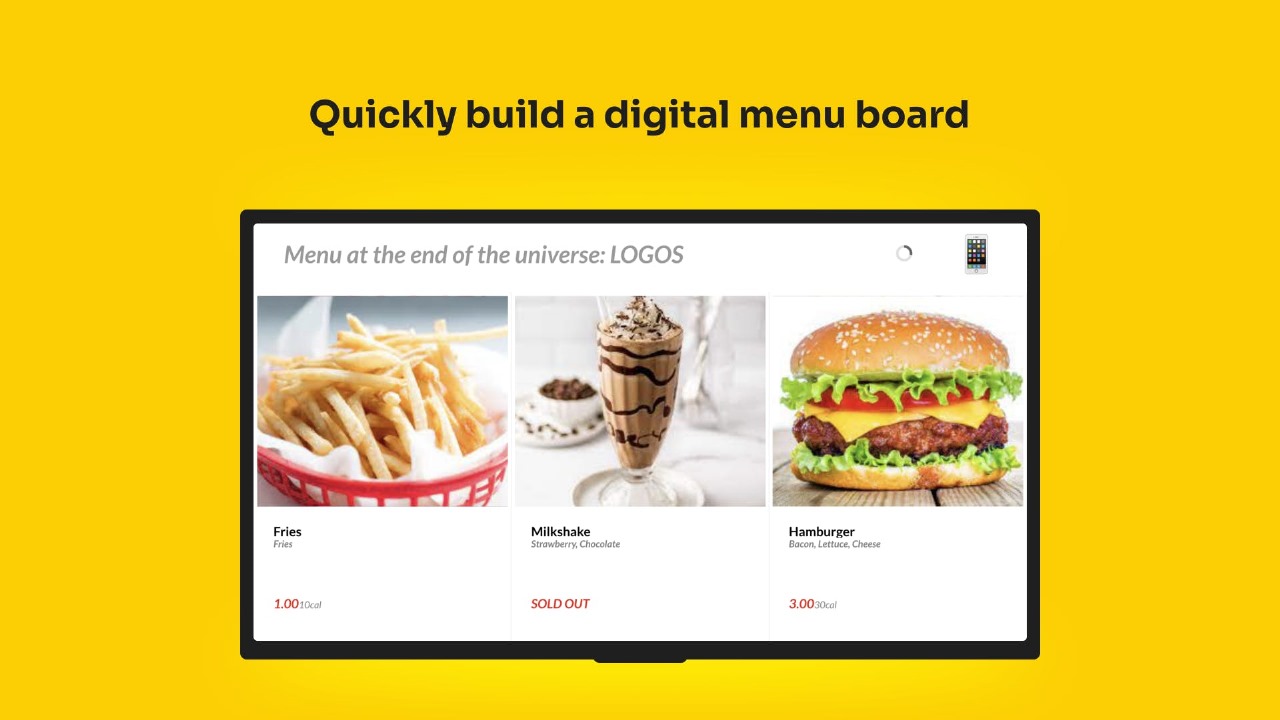 Quickly build a digital menu board
Menu at the end of the universe: LOGOS
Fries
Fries
1.00 10cal
Milkshake
Strawberry, Chocolate
SOLD OUT
Hamburger
Bacon, Lettuce, Cheese
3.00 30cal